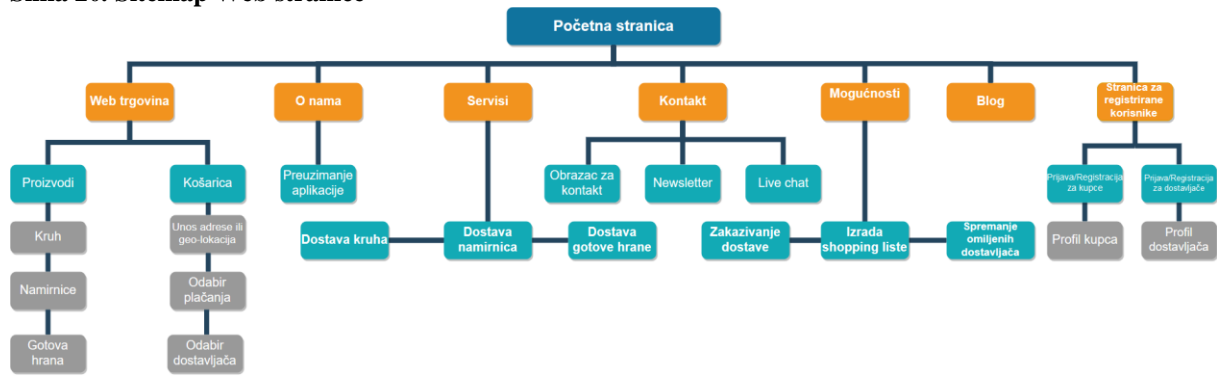 Slika 20. Sitemap Web stranice
Početna stranica
Web trgovina
O nama
Servisi
Kontakt
Mogućnosti
Blog
Stranica za
registrirane
korisnike
Proizvodi
Košarica
Preuzimanje
aplikacije
Obrazac za
kontakt
Newsletter
Live chat
Prijava/Registracija
za kupce
Prijava/Registracija
za dostavljače
Kruh
Unos adrese ili
geo-lokacija
Dostava kruha
Dostava
namirnica
Dostava
gotove hrane
Zakazivanje
dostave
Izrada
shopping liste
Spremanje
omiljenih
dostavljača
Profil kupca
Profil
dostavljača
Namirnice
Odabir
plačanja
Gotova
hrana
Odabir
dostavljača